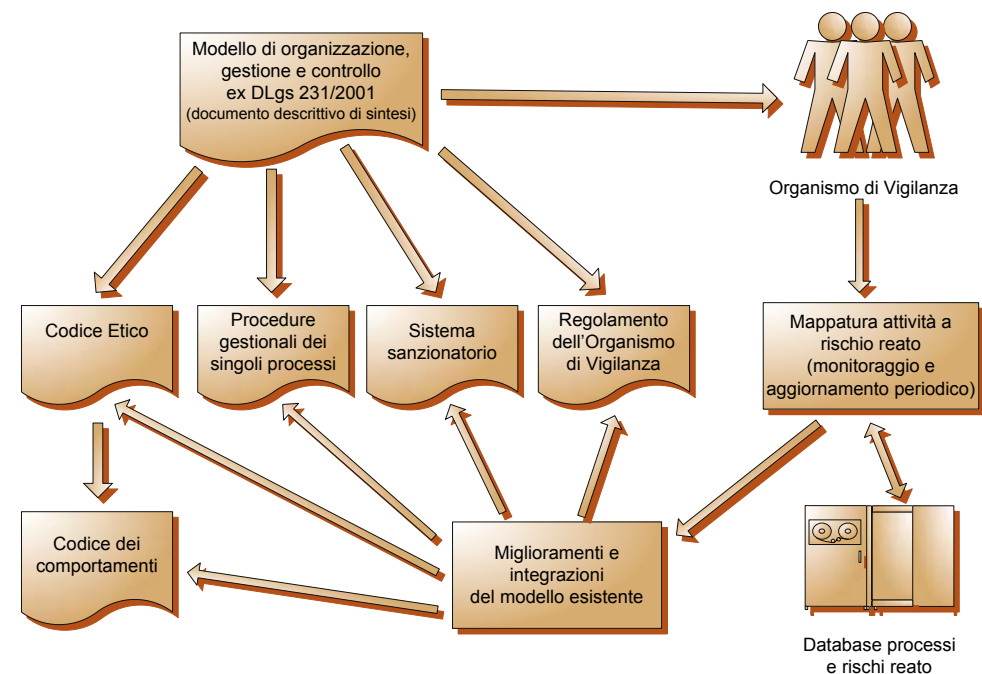 Modello di organizzazione,
gestione e controllo
ex DLgs 231/2001
(documento descrittivo di sintesi)
Organismo di Vigilanza
Codice Etico
Procedure
gestionali dei
singoli processi
Sistema
sanzionatorio
Regolamento
dell’Organismo
di Vigilanza
Mappatura attività a
rischio reato
(monitoraggio e
aggiornamento periodico)
Codice dei
comportamenti
Miglioramenti e
integrazioni
del modello esistente
Database processi
e rischi reato